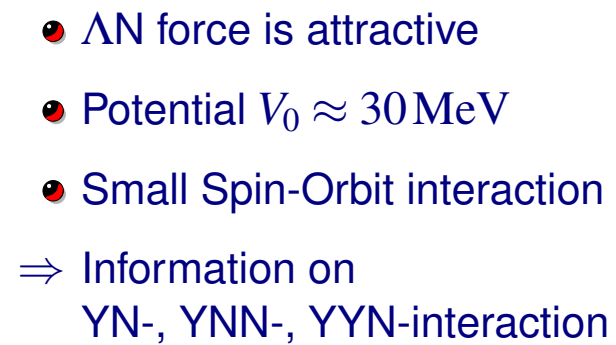 ΛN force is attractive
Potential V₀ ≈ 30 MeV
Small Spin-Orbit interaction
⇒ Information on
YN-, YNN-, YYN-interaction